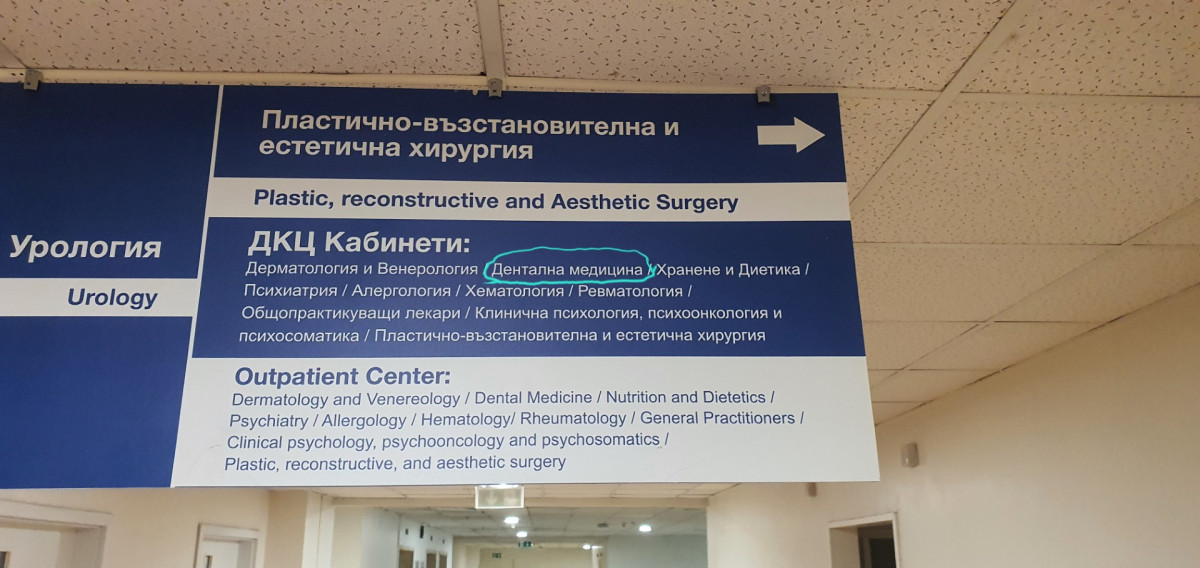 Урология
Urology
Пластично-възстановителна и
естетична хирургия
Plastic, reconstructive and Aesthetic Surgery
ДКЦ Кабинети:
Дерматология и Венерология / Дентална медицина / Хранене и Диетика /
Психиатрия / Алергология / Хематология / Ревматология /
Общопрактикуващи лекари / Клинична психология, психоонкология и
психосоматика / Пластично-възстановителна и естетична хирургия
Outpatient Center:
Dermatology and Venereology / Dental Medicine / Nutrition and Dietetics /
Psychiatry / Allergology / Hematology/ Rheumatology / General Practitioners /
Clinical psychology, psychooncology and psychosomatics /
Plastic, reconstructive, and aesthetic surgery